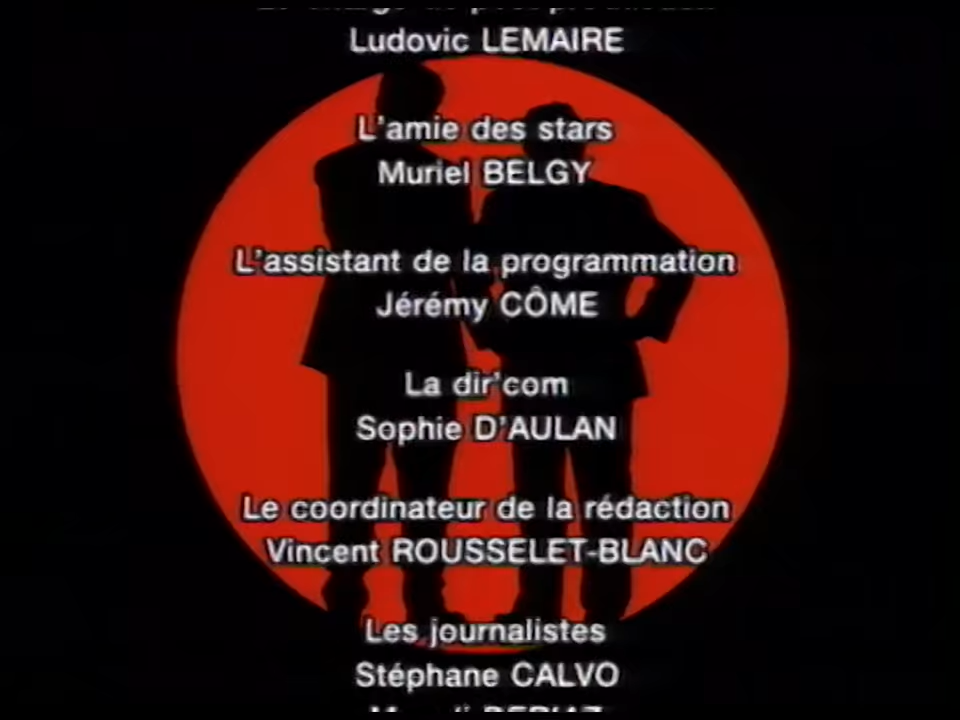 Ludovic LEMAIRE
L'amie des stars
Muriel BELGY
L'assistant de la programmation
Jérémy CÔME
La dir'com
Sophie D'AULAN
Le coordinateur de la rédaction
Vincent ROUSSELET-BLANC
Les journalistes
Stéphane CALVO